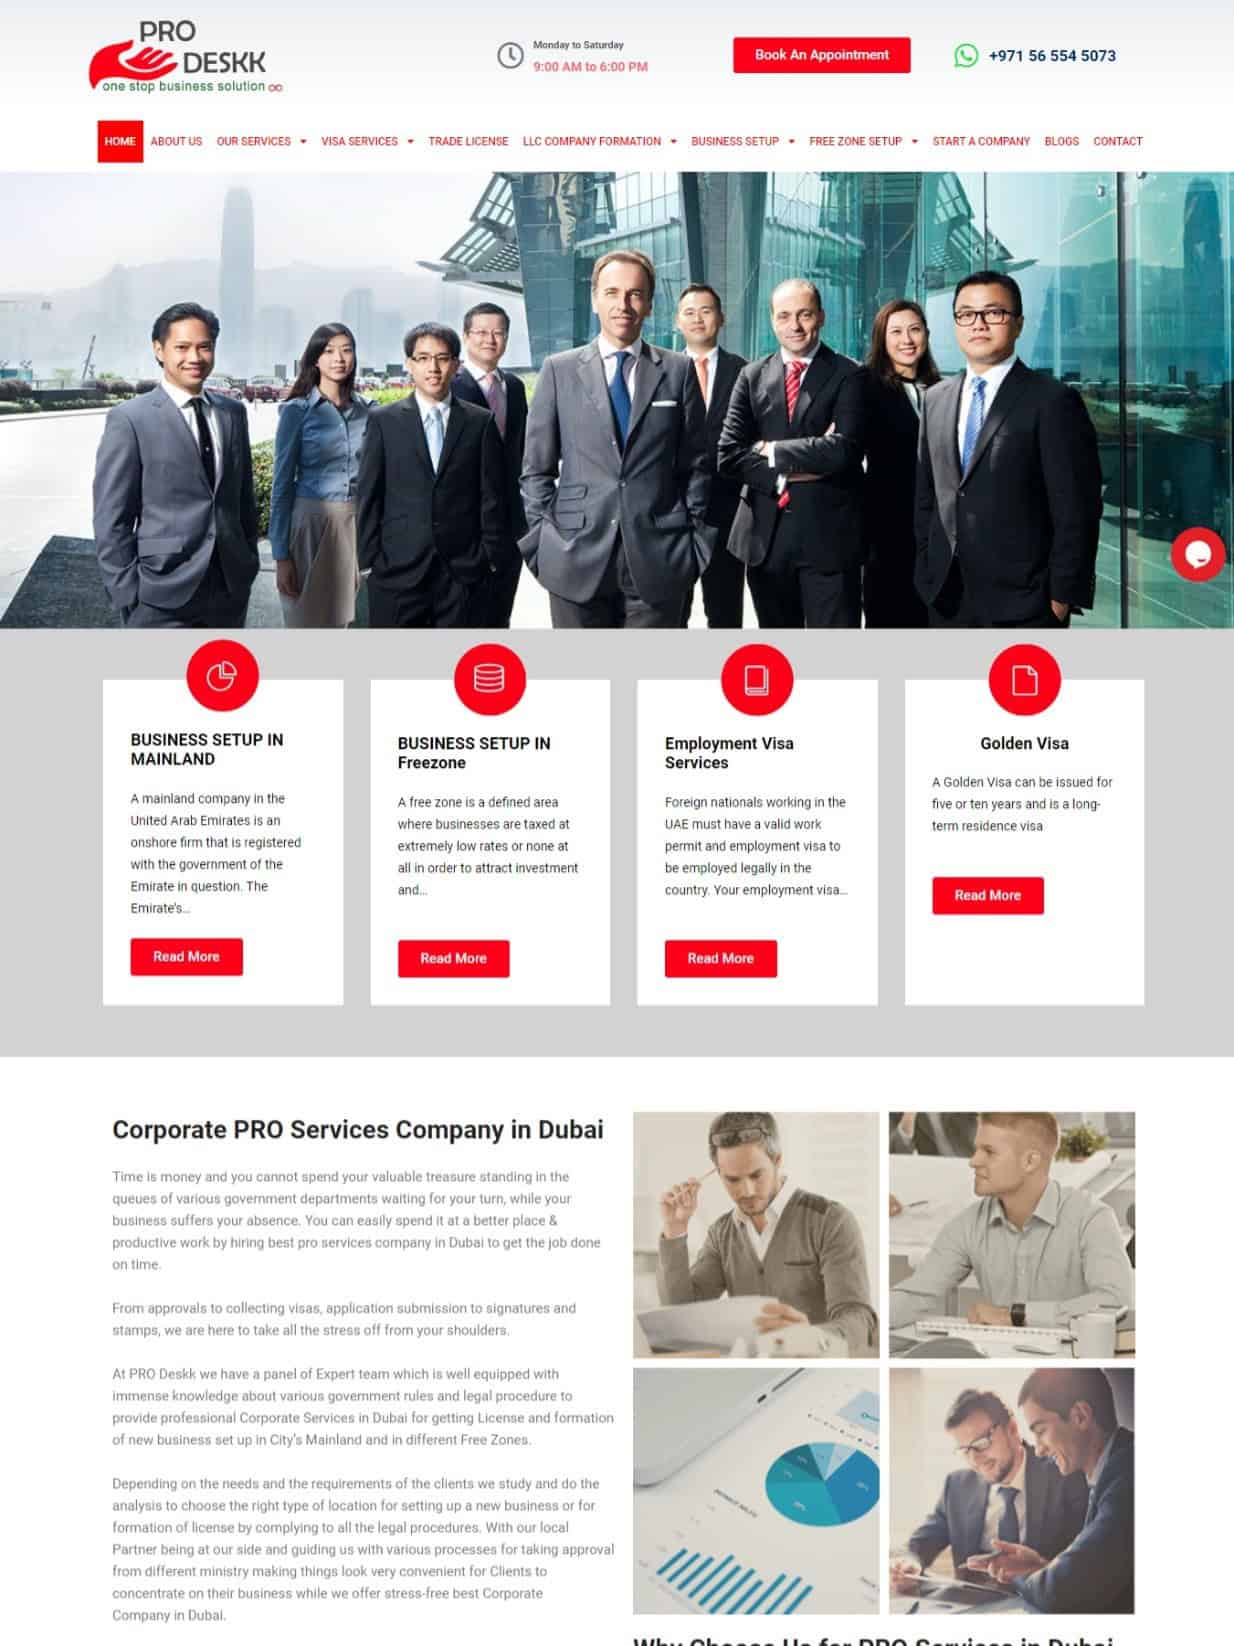 PRO
DESKK
one stop business solution
Monday to Saturday
9:00 AM to 6:00 PM
Book An Appointment
+971 56 554 5073
HOME ABOUT US OUR SERVICES VISA SERVICES TRADE LICENSE LLC COMPANY FORMATION BUSINESS SETUP FREE ZONE SETUP START A COMPANY BLOGS CONTACT
BUSINESS SETUP IN
MAINLAND
A mainland company in the
United Arab Emirates is an
onshore firm that is registered
with the government of the
Emirate in question. The
Emirate's...
Read More
BUSINESS SETUP IN
Freezone
A free zone is a defined area
where businesses are taxed at
extremely low rates or none at
all in order to attract investment
and...
Read More
Employment Visa
Services
Foreign nationals working in the
UAE must have a valid work
permit and employment visa to
be employed legally in the
country. Your employment visa...
Read More
Golden Visa
A Golden Visa can be issued for
five or ten years and is a long-
term residence visa
Read More
Corporate PRO Services Company in Dubai
Time is money and you cannot spend your valuable treasure standing in the
queues of various government departments waiting for your turn, while your
business suffers your absence. You can easily spend it at a better place &
productive work by hiring best pro services company in Dubai to get the job done
on time.
From approvals to collecting visas, application submission to signatures and
stamps, we are here to take all the stress off from your shoulders.
At PRO Deskk we have a panel of Expert team which is well equipped with
immense knowledge about various government rules and legal procedure to
provide professional Corporate Services in Dubai for getting License and formation
of new business set up in City's Mainland and in different Free Zones.
Depending on the needs and the requirements of the clients we study and do the
analysis to choose the right type of location for setting up a new business or for
formation of license by complying to all the legal procedures. With our local
Partner being at our side and guiding us with various processes for taking approval
from different ministry making things look very convenient for Clients to
concentrate on their business while we offer stress-free best Corporate
Company in Dubai.
Why Choose Us for PRO Services in Dubai